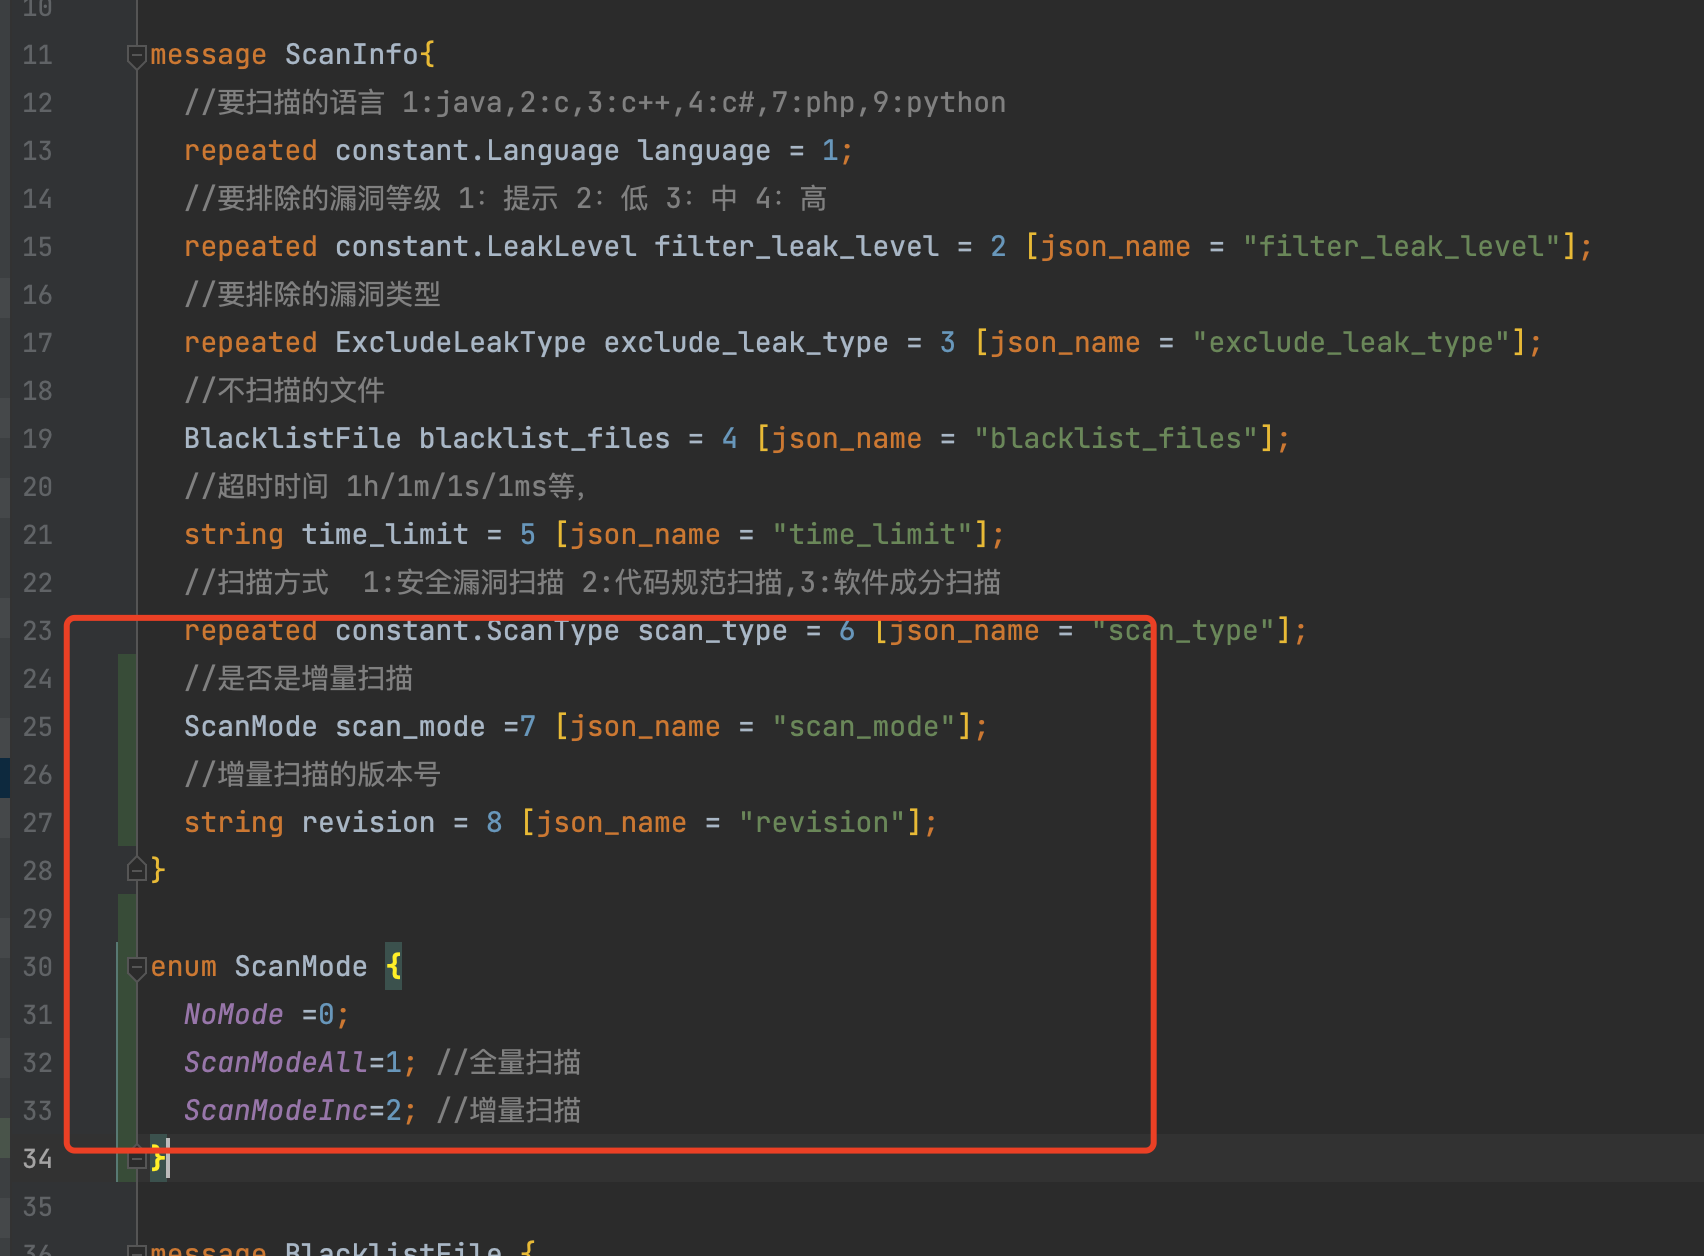 10
11 message ScanInfo{
12 //要扫描的语言 1:java,2:c,3:c++,4:c#,7:php,9:python
13 repeated constant.Language language = 1;
14 //要排除的漏洞等级 1: 提示 2: 低 3: 中 4: 高
15 repeated constant.LeakLevel filter_leak_level = 2 [json_name = "filter_leak_level"];
16 //要排除的漏洞类型
17 repeated ExcludeLeakType exclude_leak_type = 3 [json_name = "exclude_leak_type"];
18 //不扫描的文件
19 BlacklistFile blacklist_files = 4 [json_name = "blacklist_files"];
20 //超时时间 1h/1m/1s/1ms等,
21 string time_limit = 5 [json_name = "time_limit"];
22 //扫描方式  1:安全漏洞扫描 2:代码规范扫描,3:软件成分扫描
23 repeated constant.ScanType scan_type = 6 [json_name = "scan_type"];
24 //是否是增量扫描
25 ScanMode scan_mode =7 [json_name = "scan_mode"];
26 //增量扫描的版本号
27 string revision = 8 [json_name = "revision"];
28 }
29
30 enum ScanMode {
31 NoMode =0;
32 ScanModeAll=1; //全量扫描
33 ScanModeInc=2; //增量扫描
34 }
35
36 message BlacklistFile {